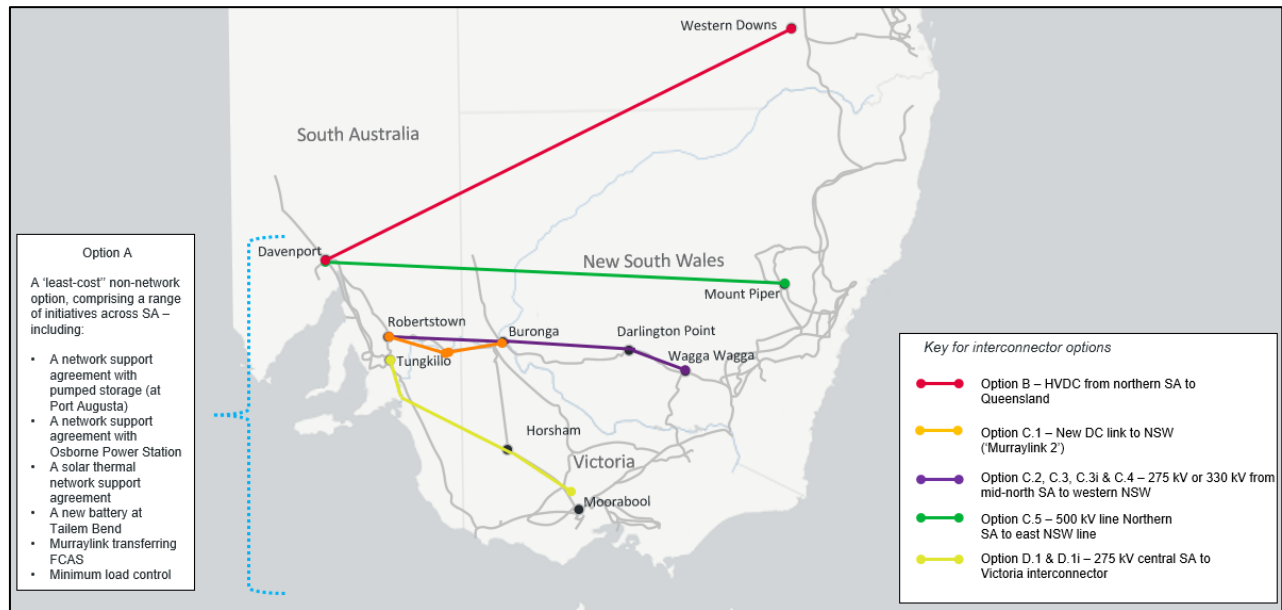 Western Downs
South Australia
Davenport
New South Wales
Mount Piper
Robertstown
Buronga
Darlington Point
Tungkillo
Wagga Wagga
Horsham
Victoria
Moorabool
Option A
A 'least-cost" non-network
option, comprising a range
of initiatives across SA –
including:
• A network support
agreement with
pumped storage (at
Port Augusta)
• A network support
agreement with
Osborne Power Station
• A solar thermal
network support
agreement
• A new battery at
Tailem Bend
• Murraylink transferring
FCAS
• Minimum load control
Key for interconnector options
Option B – HVDC from northern SA to
Queensland
Option C.1 – New DC link to NSW
('Murraylink 2')
Option C.2, C.3, C.3i & C.4 – 275 kV or 330 kV from
mid-north SA to western NSW
Option C.5 – 500 kV line Northern
SA to east NSW line
Option D.1 & D.1i – 275 kV central SA to
Victoria interconnector